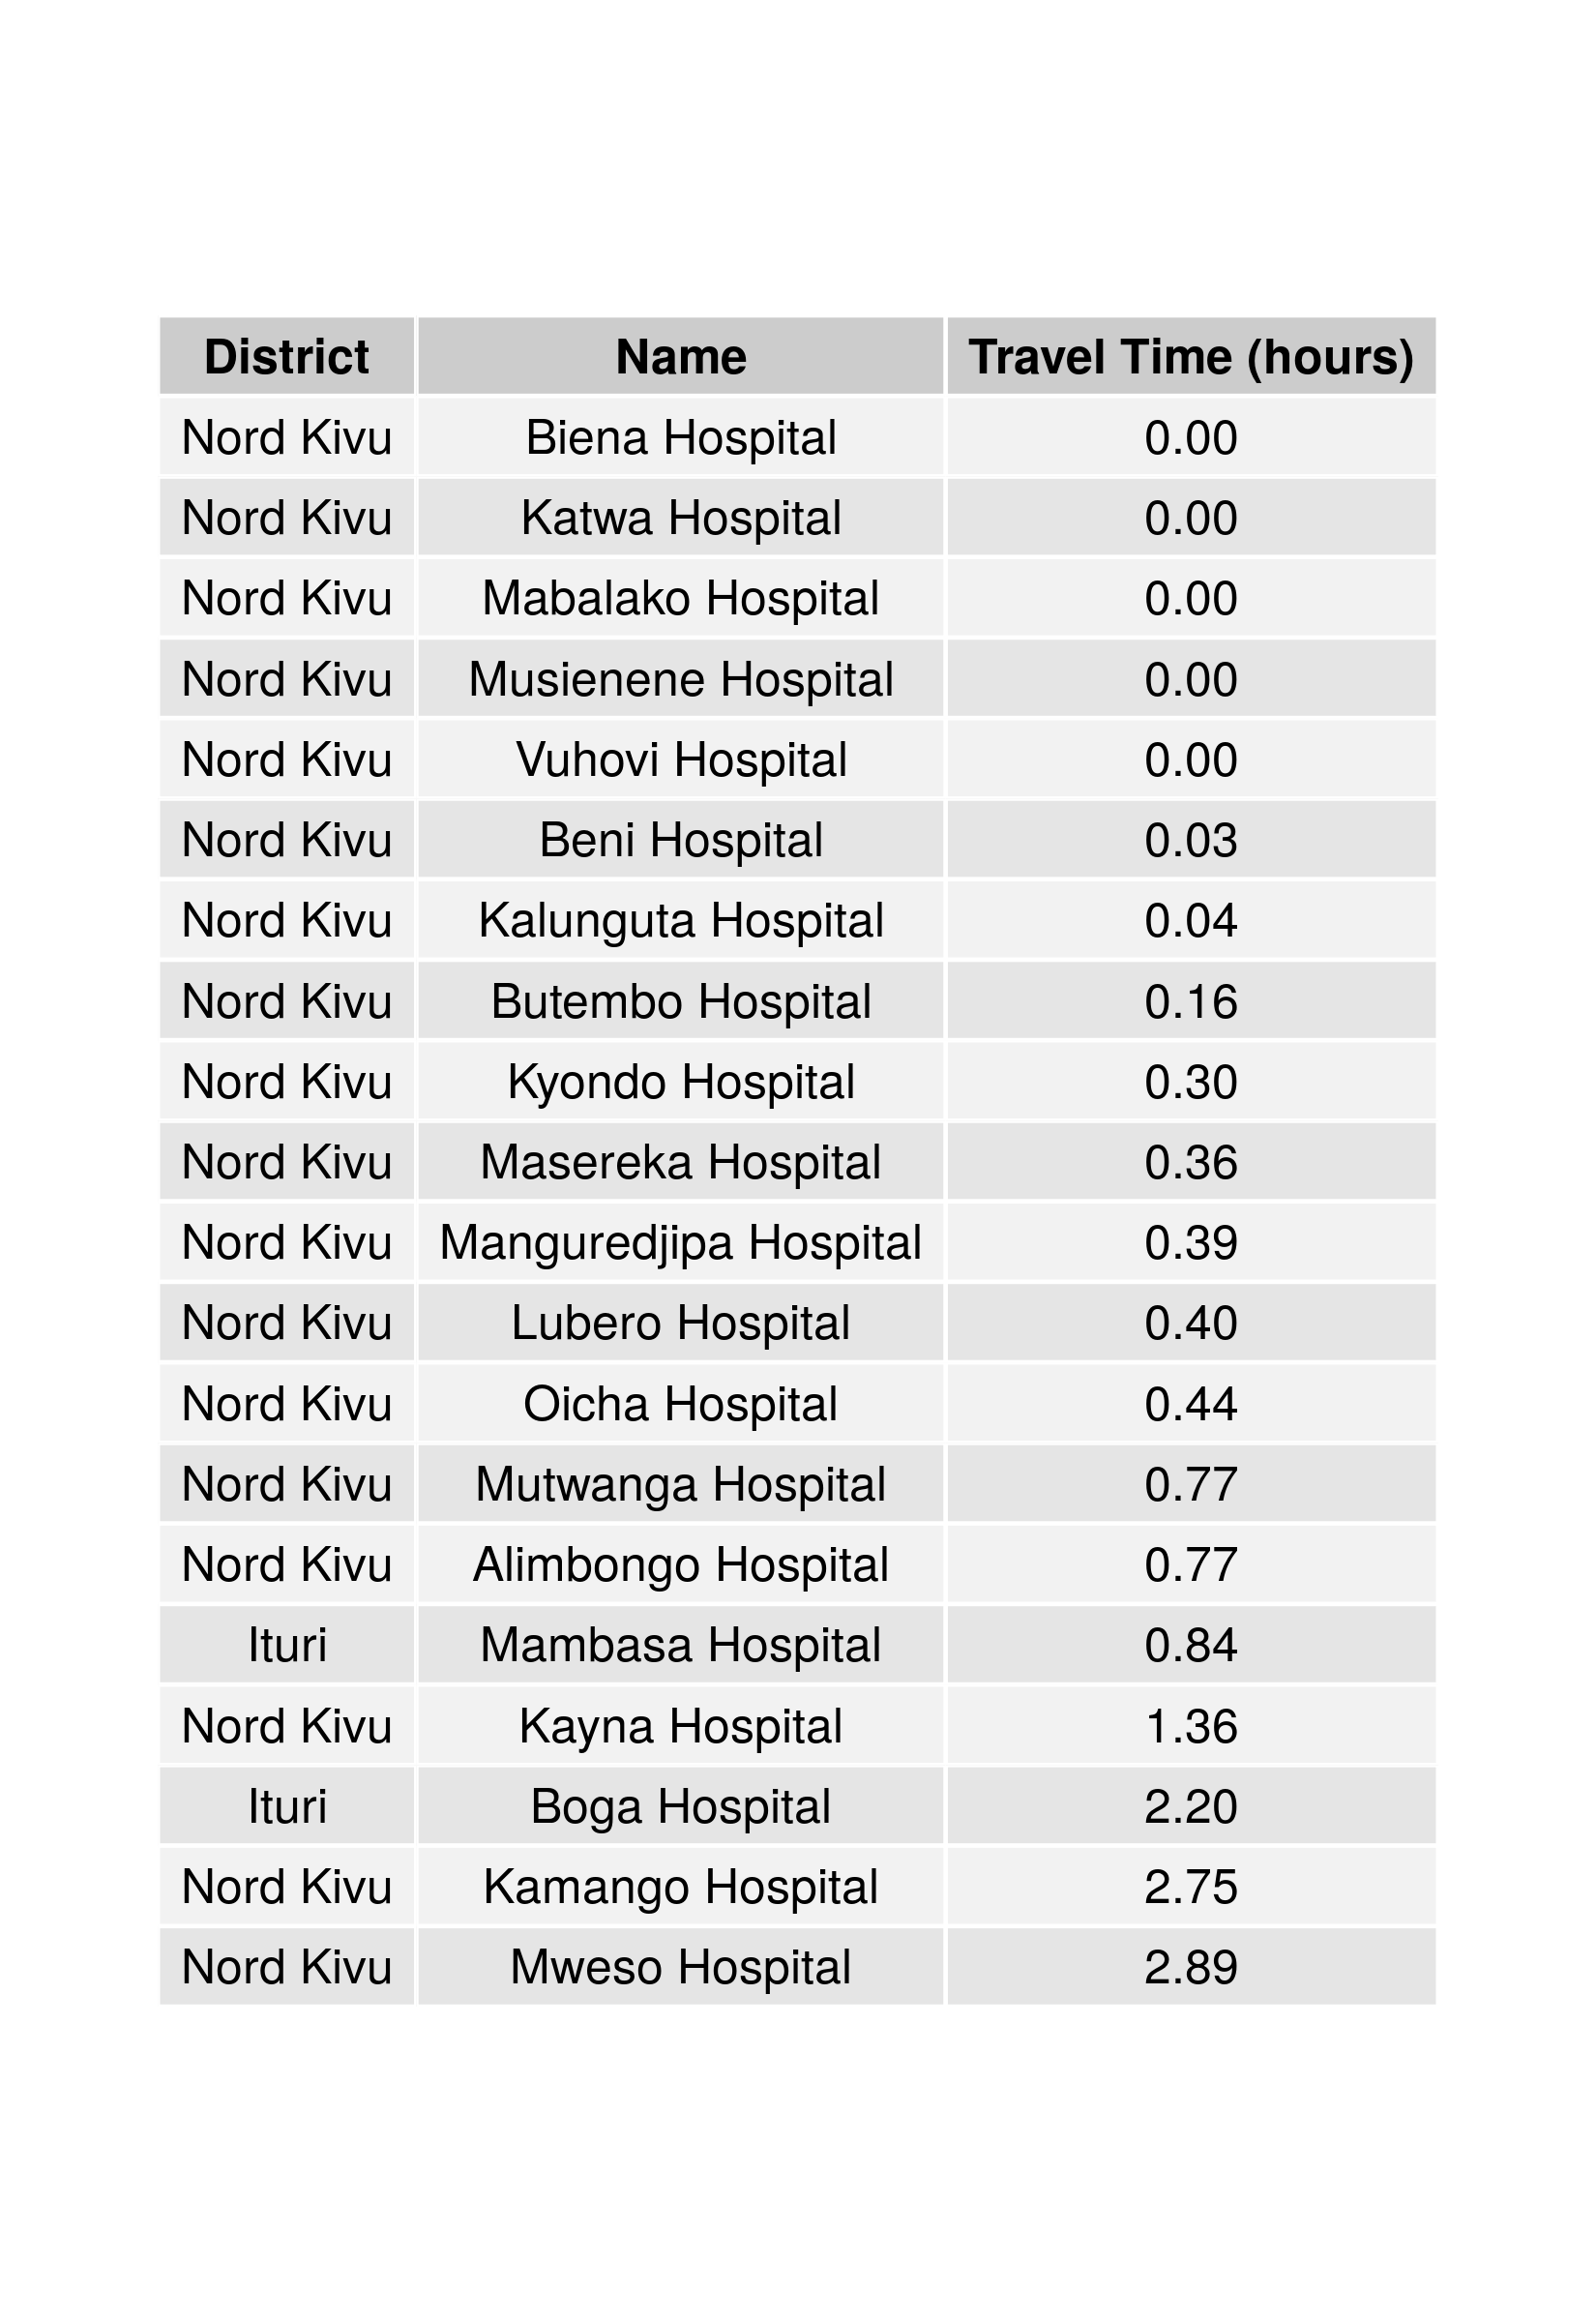 District Name Travel Time (hours)
Nord Kivu Biena Hospital 0.00
Nord Kivu Katwa Hospital 0.00
Nord Kivu Mabalako Hospital 0.00
Nord Kivu Musienene Hospital 0.00
Nord Kivu Vuhovi Hospital 0.00
Nord Kivu Beni Hospital 0.03
Nord Kivu Kalunguta Hospital 0.04
Nord Kivu Butembo Hospital 0.16
Nord Kivu Kyondo Hospital 0.30
Nord Kivu Masereka Hospital 0.36
Nord Kivu Manguredjipa Hospital 0.39
Nord Kivu Lubero Hospital 0.40
Nord Kivu Oicha Hospital 0.44
Nord Kivu Mutwanga Hospital 0.77
Nord Kivu Alimbongo Hospital 0.77
Ituri Mambasa Hospital 0.84
Nord Kivu Kayna Hospital 1.36
Ituri Boga Hospital 2.20
Nord Kivu Kamango Hospital 2.75
Nord Kivu Mweso Hospital 2.89